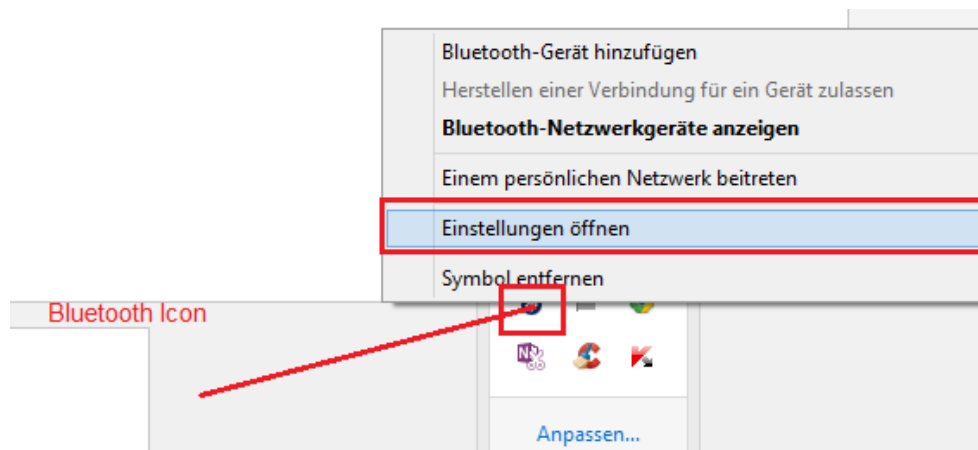 Bluetooth-Gerät hinzufügen
Herstellen einer Verbindung für ein Gerät zulassen
Bluetooth-Netzwerkgeräte anzeigen
Einem persönlichen Netzwerk beitreten
Einstellungen öffnen
Symbol entfernen
Bluetooth Icon
Anpassen...